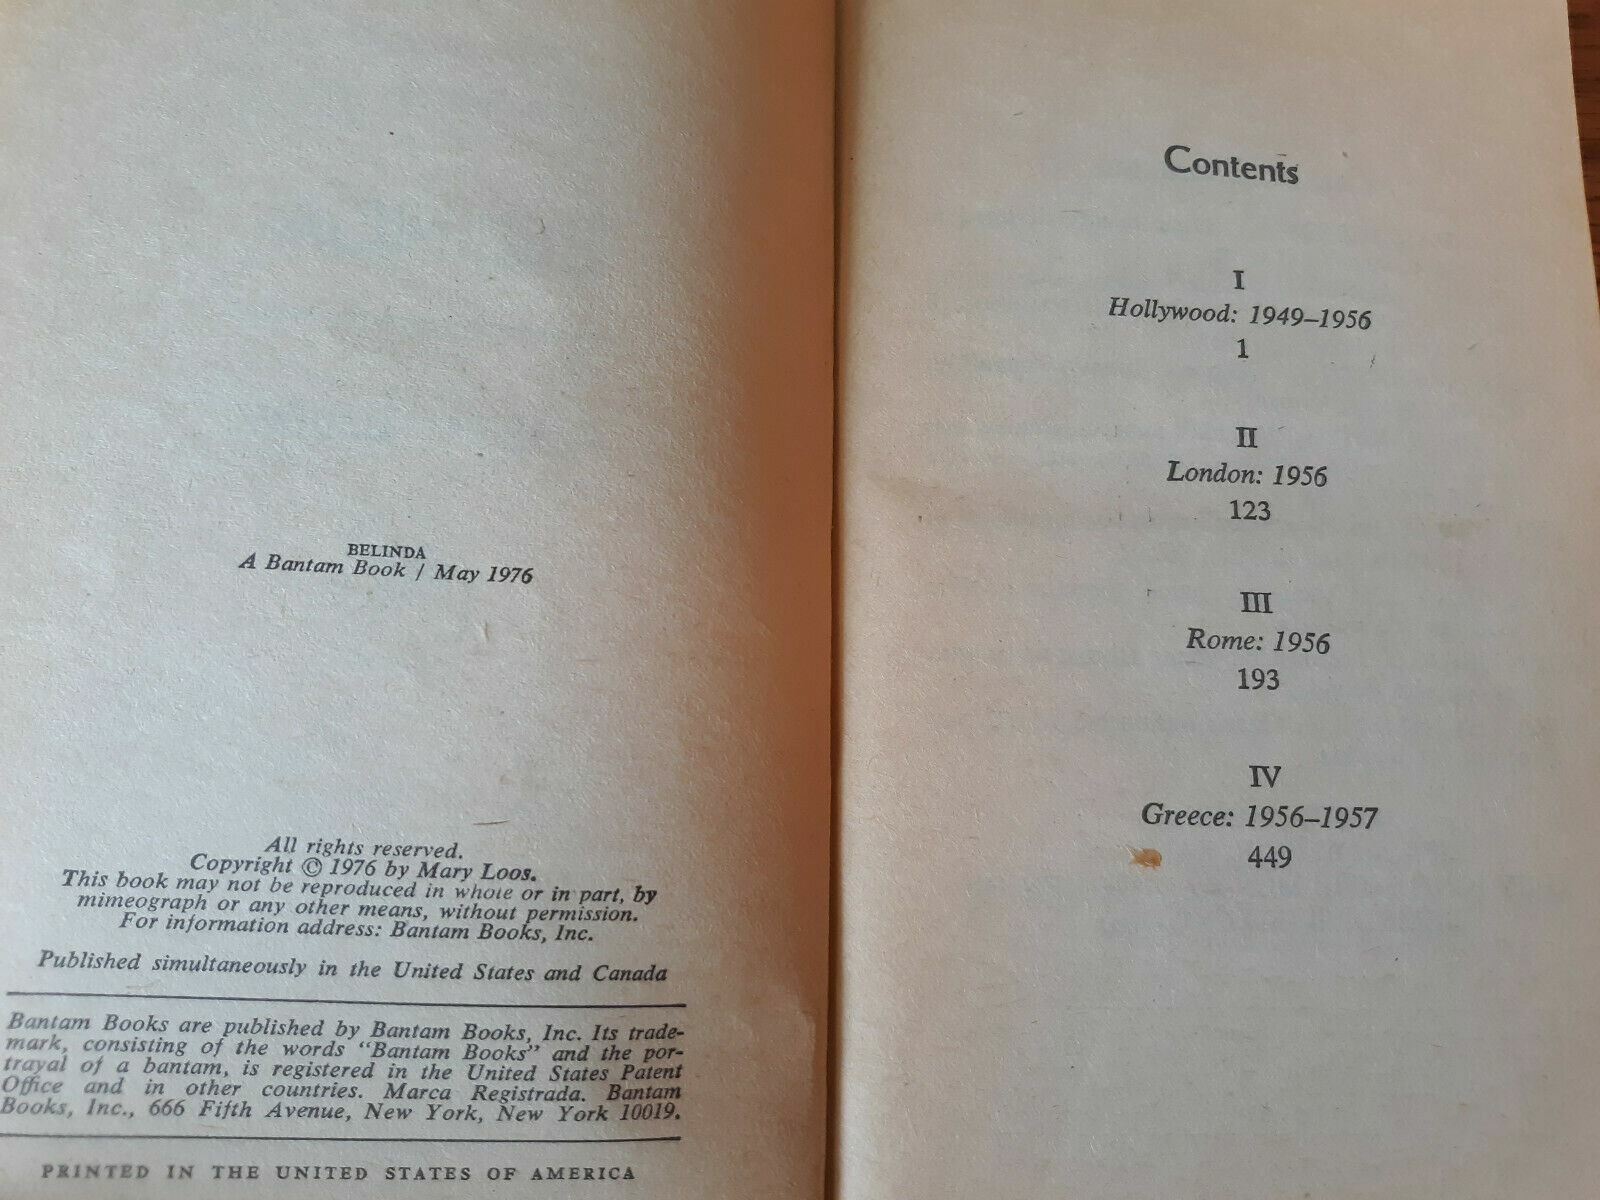 BELINDA
A Bantam Book / May 1976
All rights reserved.
Copyright © 1976 by Mary Loos.
This book may not be reproduced in whole or in part, by
mimeograph or any other means, without permission.
For information address: Bantam Books, Inc.
Published simultaneously in the United States and Canada
Bantam Books are published by Bantam Books, Inc. Its trade-
mark, consisting of the words "Bantam Books" and the por-
trayal of a bantam, is registered in the United States Patent
Office and in other countries. Marca Registrada. Bantam
Books, Inc., 666 Fifth Avenue, New York, New York 10019.
PRINTED IN THE UNITED STATES OF AMERICA
Contents
I
Hollywood: 1949–1956
1
II
London: 1956
123
III
Rome: 1956
193
IV
Greece: 1956–1957
449